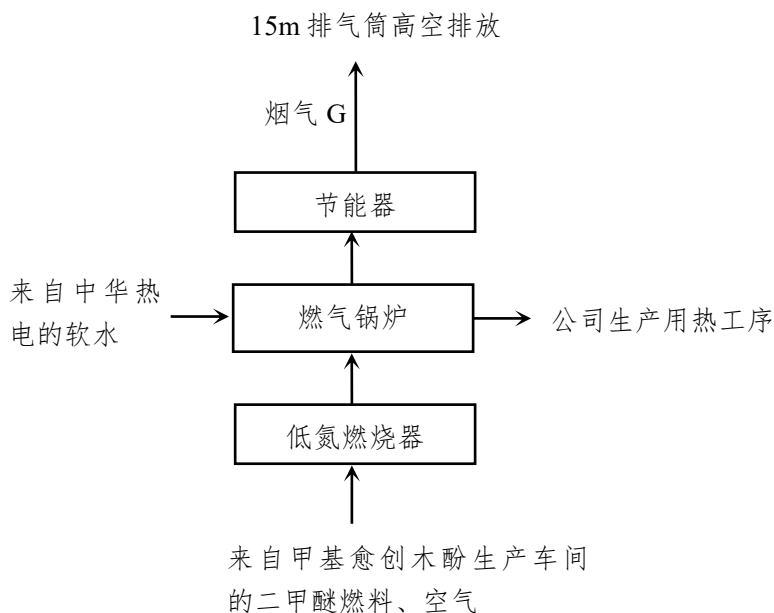 15m 排气筒高空排放
烟气 G
节能器
来自中华热
电的软水
燃气锅炉
公司生产用热工序
低氮燃烧器
来自甲基愈创木酚生产车间
的二甲醚燃料、空气